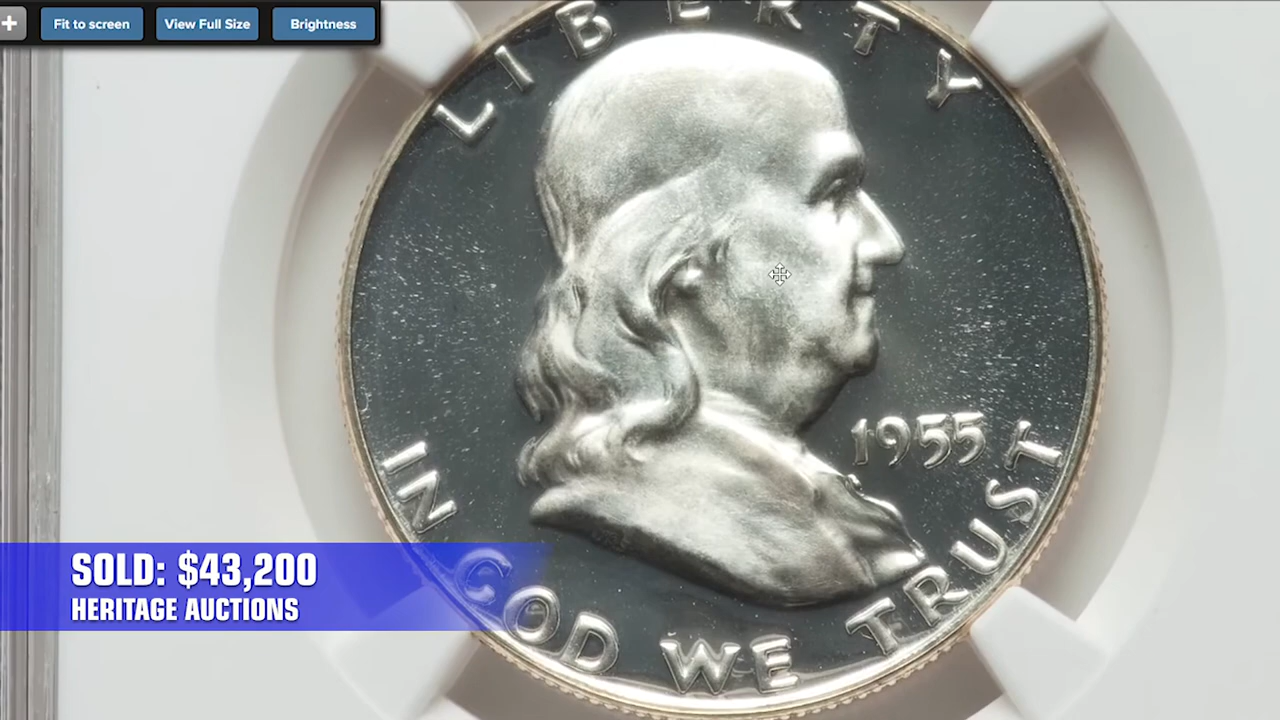 +
Fit to screen
View Full Size
Brightness
LIBERTY
1955
IN GOD WE TRUST
SOLD: $43,200
HERITAGE AUCTIONS